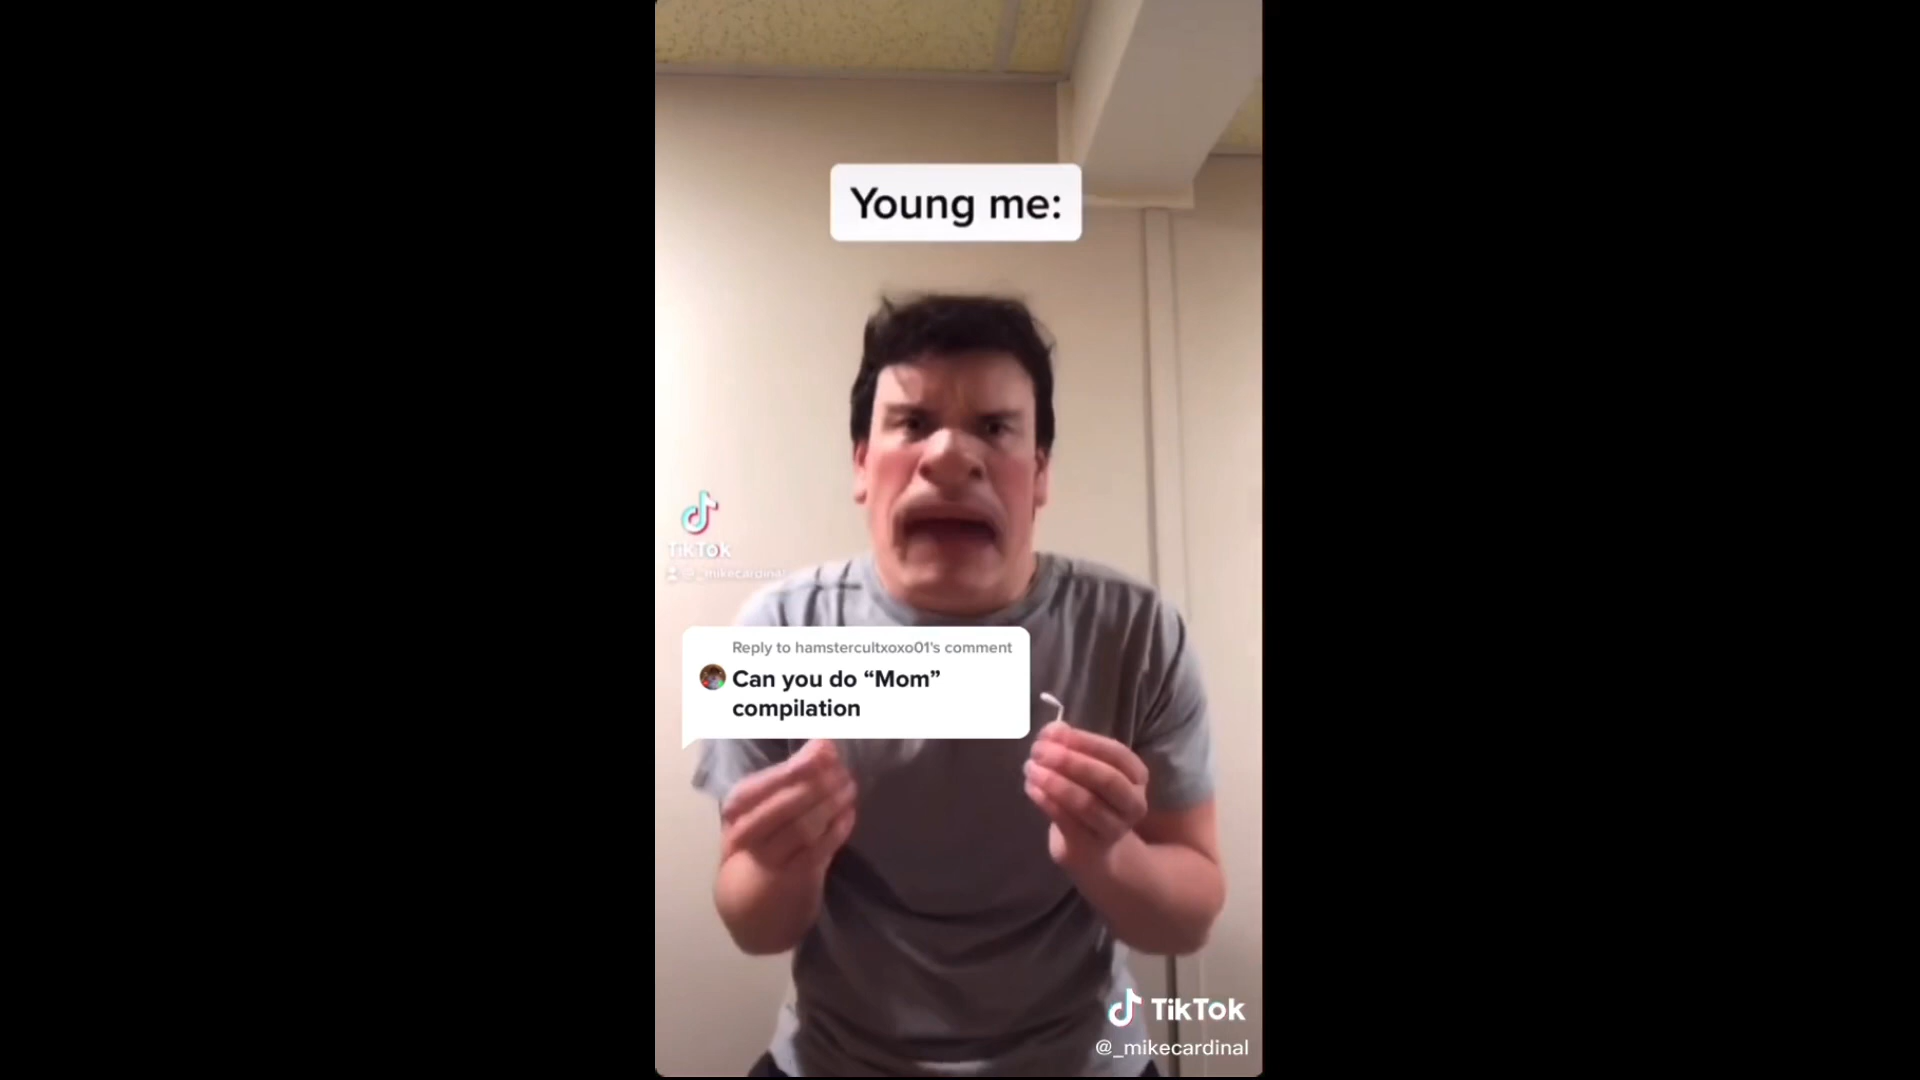 Young me:
TikTok
@_mikecardinal
Reply to hamstercultxoxo01's comment
Can you do “Mom”
compilation
TikTok
@_mikecardinal